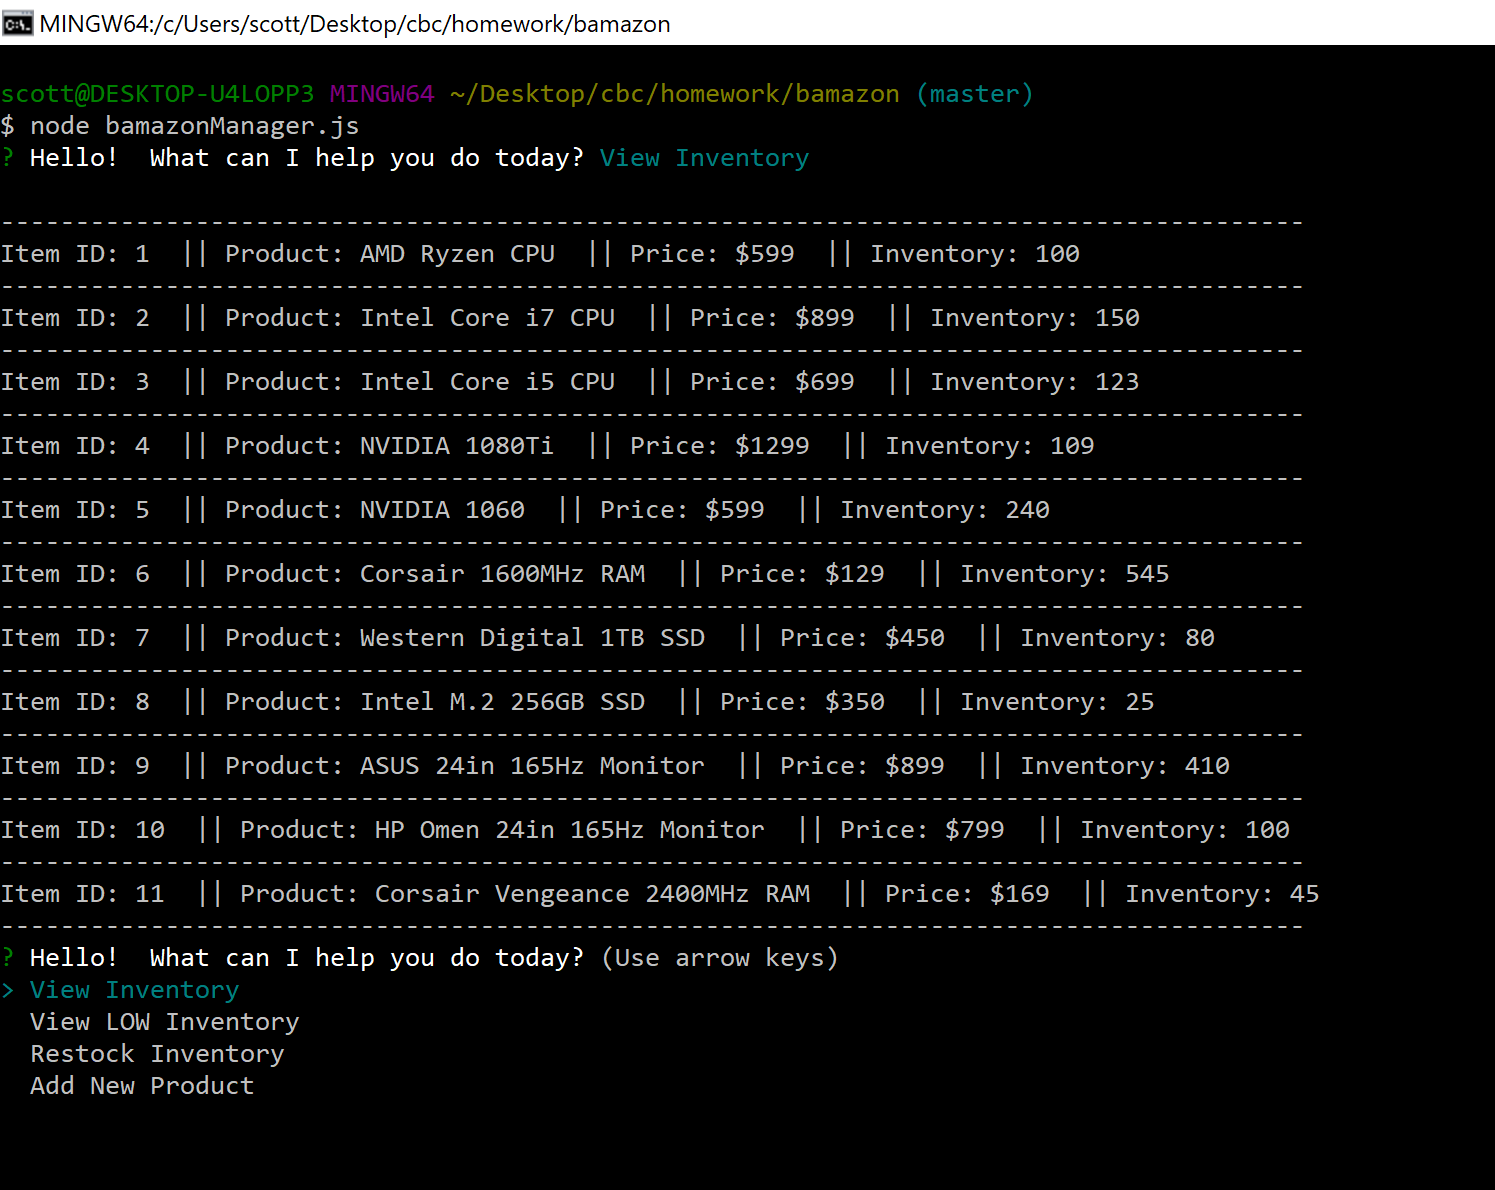 MINGW64:/c/Users/scott/Desktop/cbc/homework/bamazon
scott@DESKTOP-U4LOPP3 MINGW64 ~/Desktop/cbc/homework/bamazon (master)
$ node bamazonManager.js
? Hello!  What can I help you do today? View Inventory
---------------------------------------------------------------------------------------
Item ID: 1  || Product: AMD Ryzen CPU  || Price: $599  || Inventory: 100
---------------------------------------------------------------------------------------
Item ID: 2  || Product: Intel Core i7 CPU  || Price: $899  || Inventory: 150
---------------------------------------------------------------------------------------
Item ID: 3  || Product: Intel Core i5 CPU  || Price: $699  || Inventory: 123
---------------------------------------------------------------------------------------
Item ID: 4  || Product: NVIDIA 1080Ti  || Price: $1299  || Inventory: 109
---------------------------------------------------------------------------------------
Item ID: 5  || Product: NVIDIA 1060  || Price: $599  || Inventory: 240
---------------------------------------------------------------------------------------
Item ID: 6  || Product: Corsair 1600MHz RAM  || Price: $129  || Inventory: 545
---------------------------------------------------------------------------------------
Item ID: 7  || Product: Western Digital 1TB SSD  || Price: $450  || Inventory: 80
---------------------------------------------------------------------------------------
Item ID: 8  || Product: Intel M.2 256GB SSD  || Price: $350  || Inventory: 25
---------------------------------------------------------------------------------------
Item ID: 9  || Product: ASUS 24in 165Hz Monitor  || Price: $899  || Inventory: 410
---------------------------------------------------------------------------------------
Item ID: 10  || Product: HP Omen 24in 165Hz Monitor  || Price: $799  || Inventory: 100
---------------------------------------------------------------------------------------
Item ID: 11  || Product: Corsair Vengeance 2400MHz RAM  || Price: $169  || Inventory: 45
---------------------------------------------------------------------------------------
? Hello!  What can I help you do today? (Use arrow keys)
> View Inventory
  View LOW Inventory
  Restock Inventory
  Add New Product